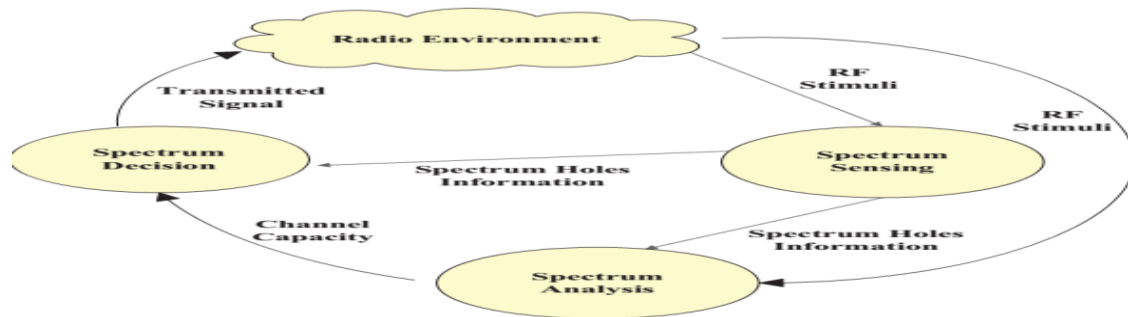 Radio Environment
RF
Stimuli
RF
Stimuli
Transmitted
Signal
Spectrum
Decision
Spectrum Holes
Information
Spectrum
Sensing
Channel
Capacity
Spectrum Holes
Information
Spectrum
Analysis